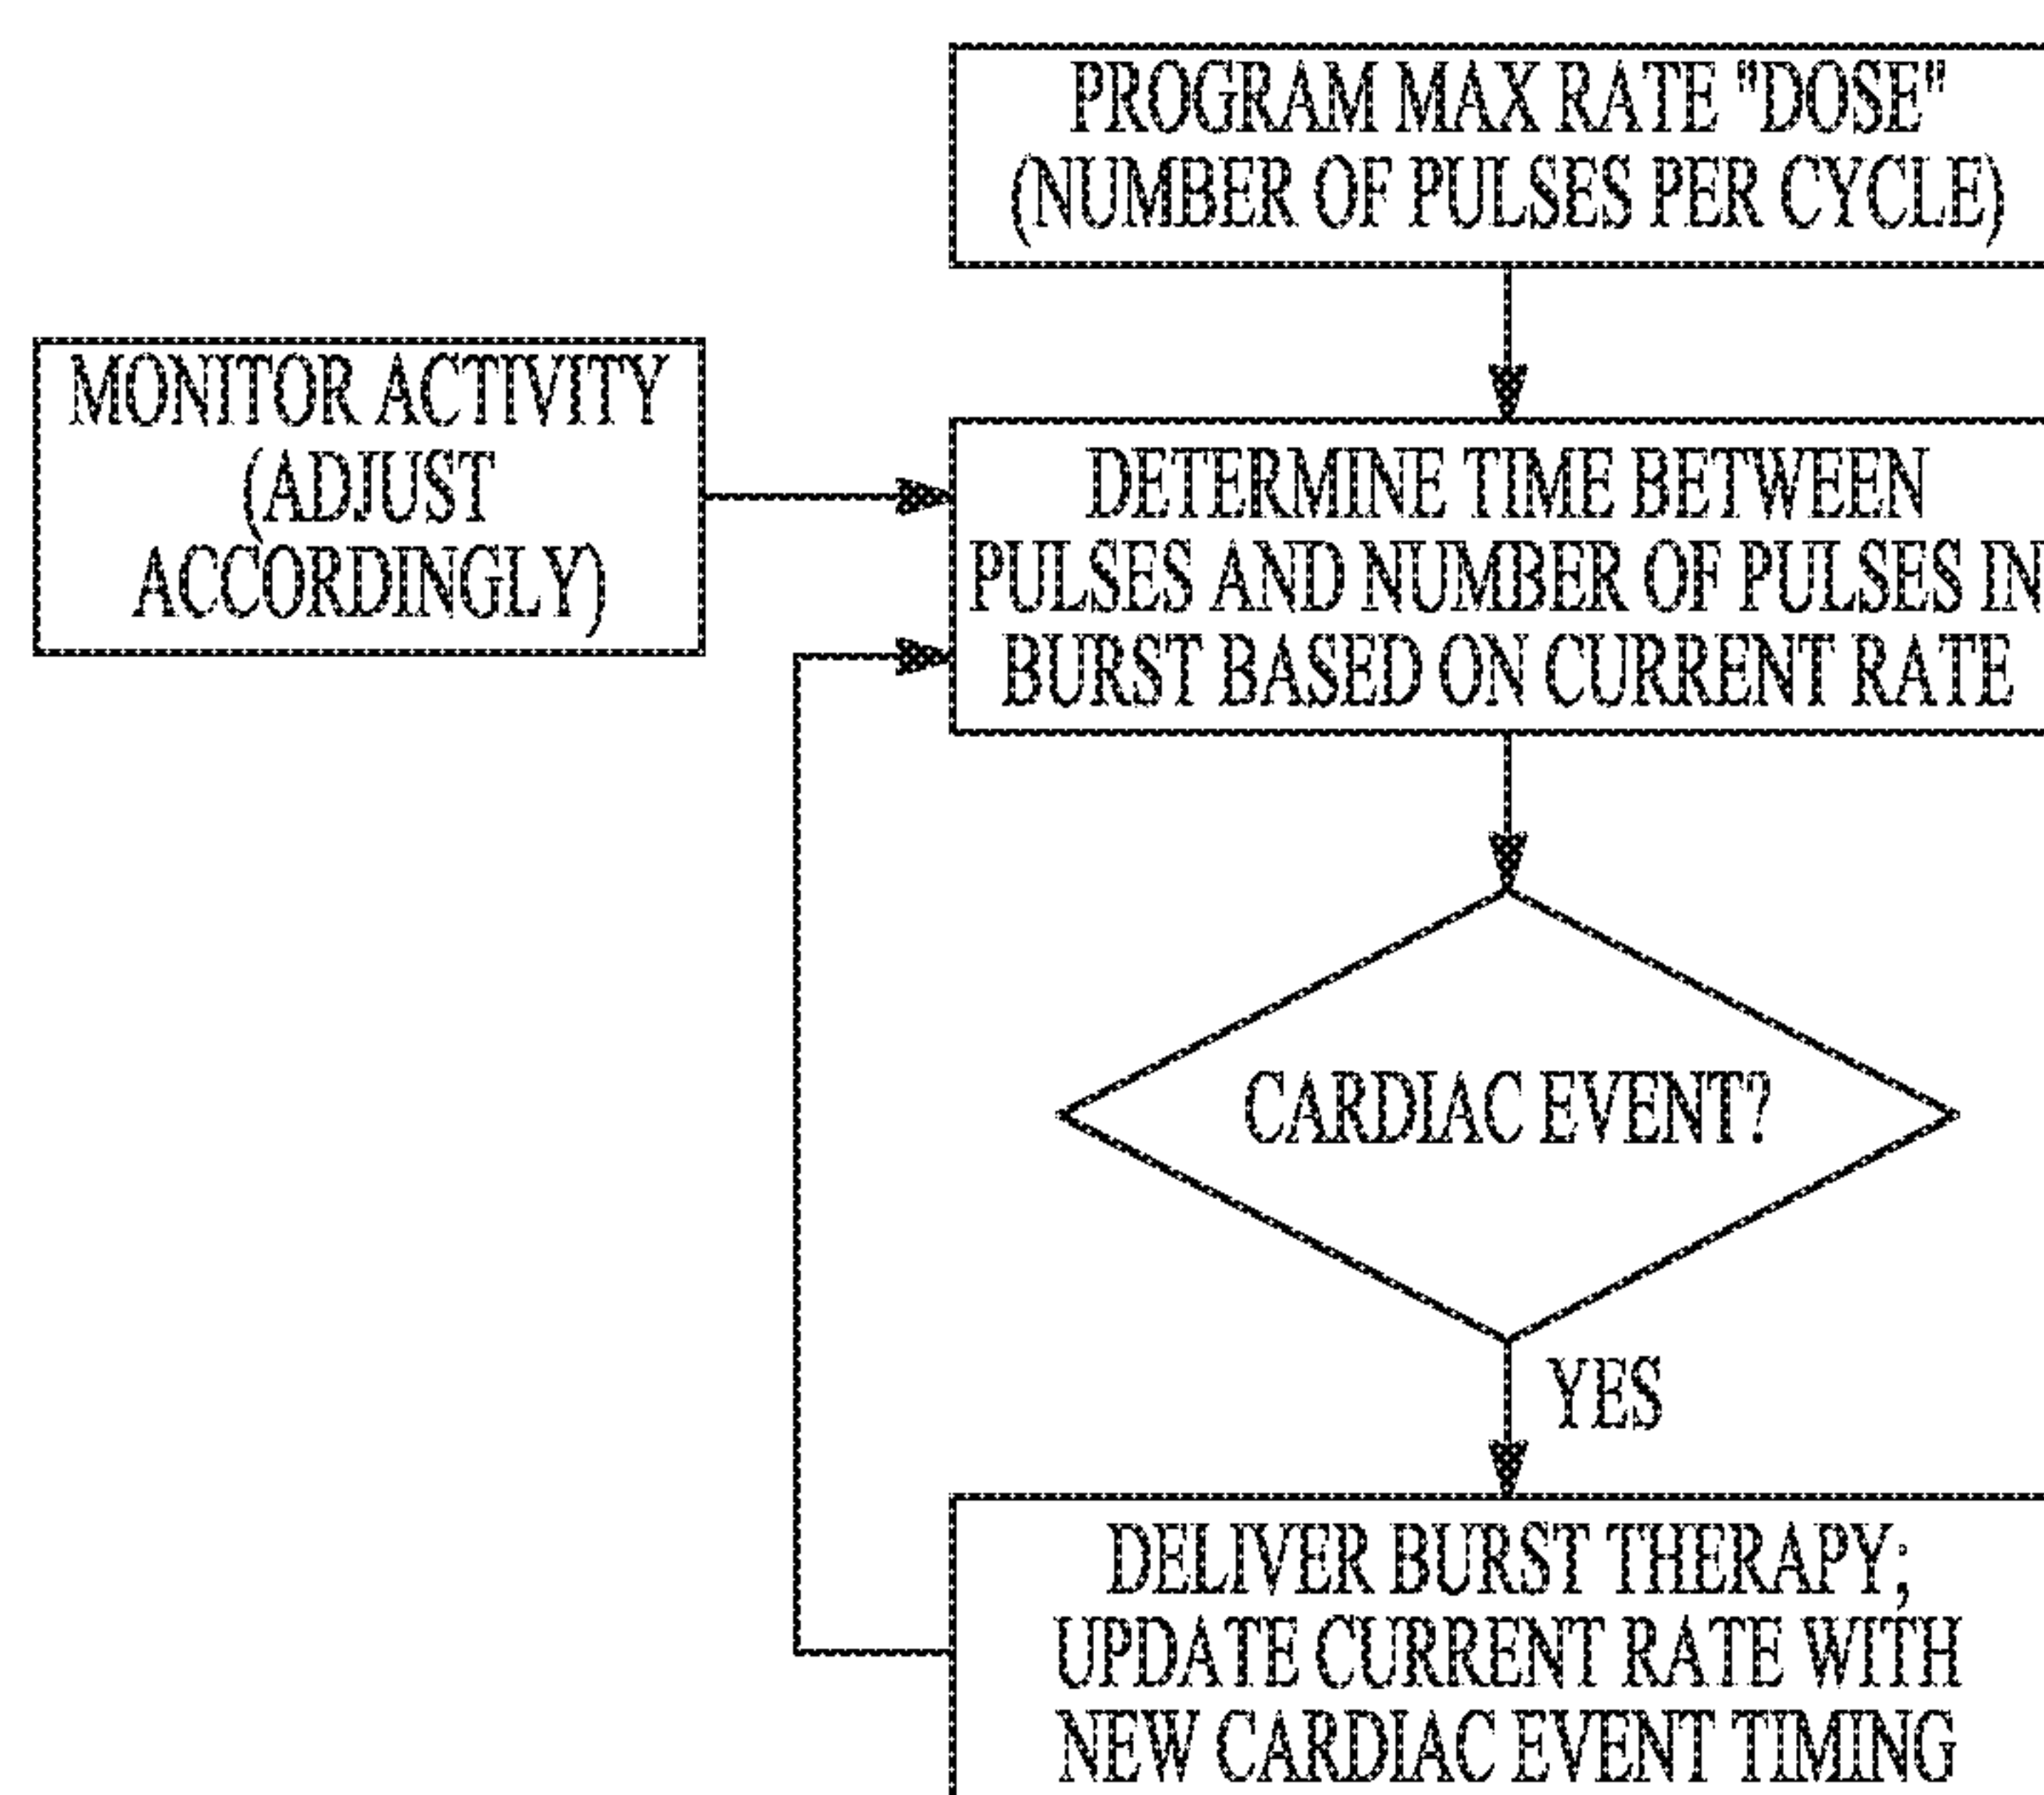 PROGRAM MAX RATE "DOSE"
(NUMBER OF PULSES PER CYCLE)
MONITOR ACTIVITY
(ADJUST
ACCORDINGLY)
DETERMINE TIME BETWEEN
PULSES AND NUMBER OF PULSES IN
BURST BASED ON CURRENT RATE
CARDIAC EVENT?
YES
DELIVER BURST THERAPY;
UPDATE CURRENT RATE WITH
NEW CARDIAC EVENT TIMING